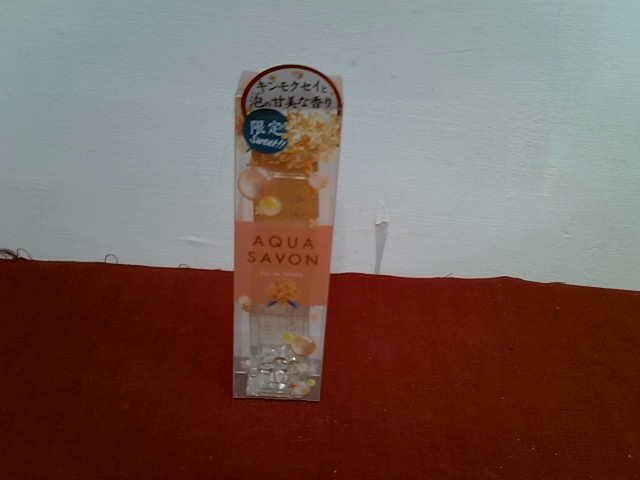 キンモクセイと
泡の甘美な香り
限定
Sweet!!
AQUA
SAVON
Eau de Toilette